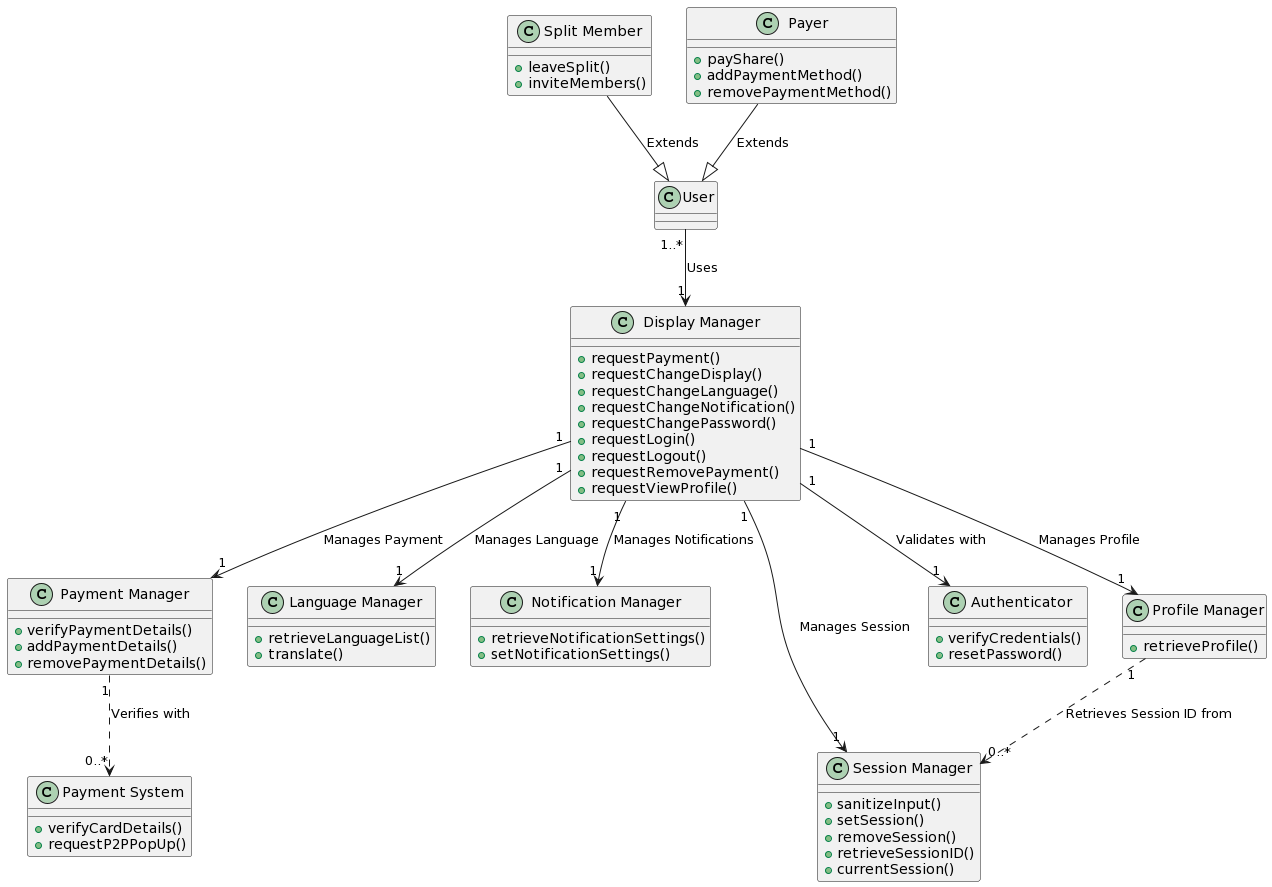 C Split Member
leaveSplit()
inviteMembers()
C Payer
payShare()
addPaymentMethod()
removePaymentMethod()
Extends
Extends
C User
1..*
Uses
1
C Display Manager
requestPayment()
requestChangeDisplay()
requestChangeLanguage()
requestChangeNotification()
requestChangePassword()
requestLogin()
requestLogout()
requestRemovePayment()
requestViewProfile()
1
1
1
1
1
1
Manages Payment
Manages Language
Manages Notifications
Validates with
Manages Profile
1
1
1
1
1
C Payment Manager
verifyPaymentDetails()
addPaymentDetails()
removePaymentDetails()
C Language Manager
retrieveLanguageList()
translate()
C Notification Manager
retrieveNotificationSettings()
setNotificationSettings()
Manages Session
C Authenticator
verifyCredentials()
resetPassword()
C Profile Manager
retrieveProfile()
1
Verifies with
0..*
1
Retrieves Session ID from
1
0..*
C Payment System
verifyCardDetails()
requestP2PPopUp()
C Session Manager
sanitizeInput()
setSession()
removeSession()
retrieveSessionID()
currentSession()